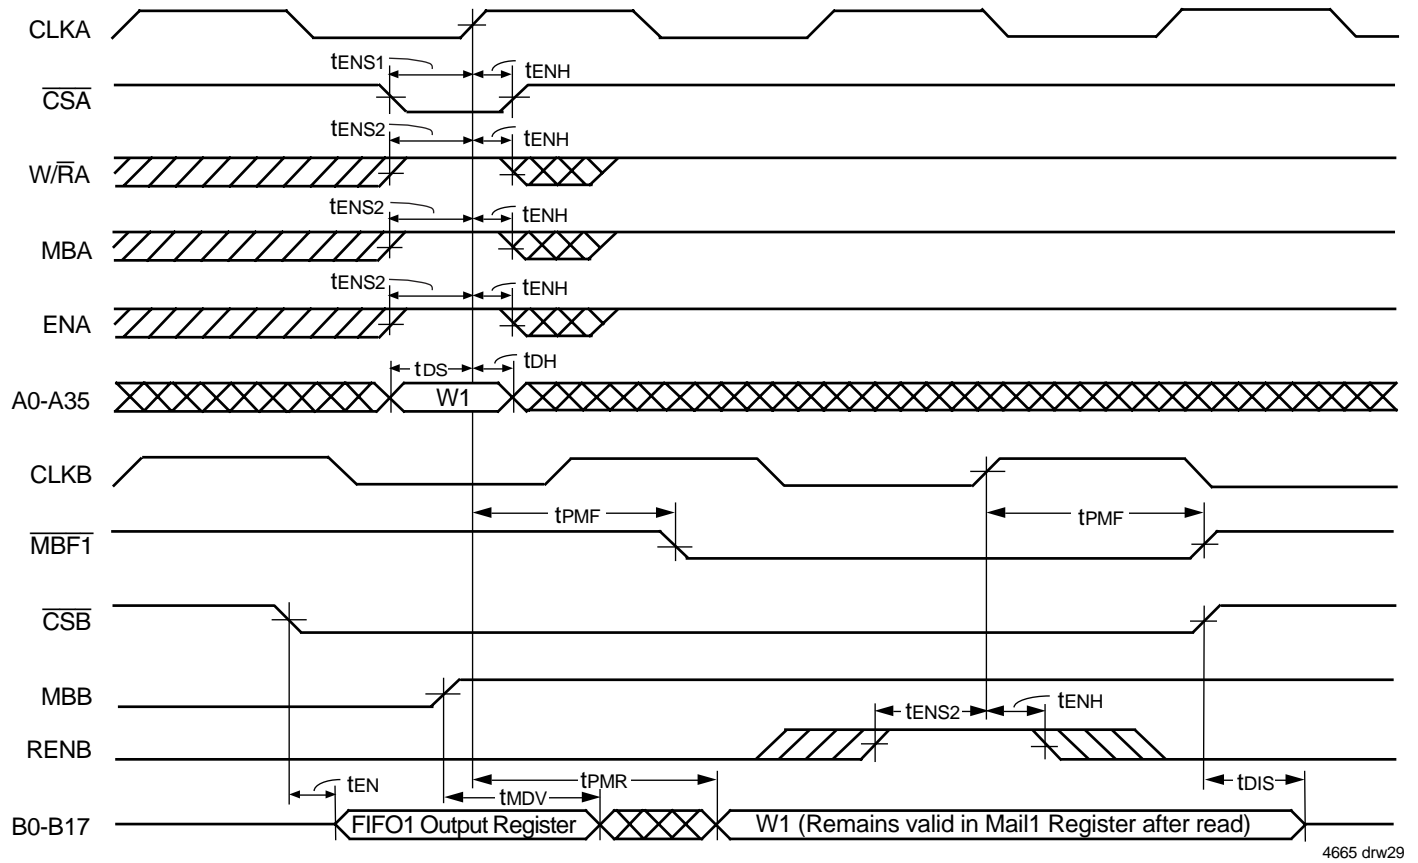 CLKA
tENS1
tENH
CSA
tENS2
tENH
W/RA
tENS2
tENH
MBA
tENS2
tENH
ENA
tDS
tDH
A0-A35
W1
CLKB
tPMF
tPMF
MBF1
CSB
MBB
tENS2
tENH
RENB
tEN
tPMR
tMDV
tDIS
B0-B17
FIFO1 Output Register
W1 (Remains valid in Mail1 Register after read)
4665 drw29